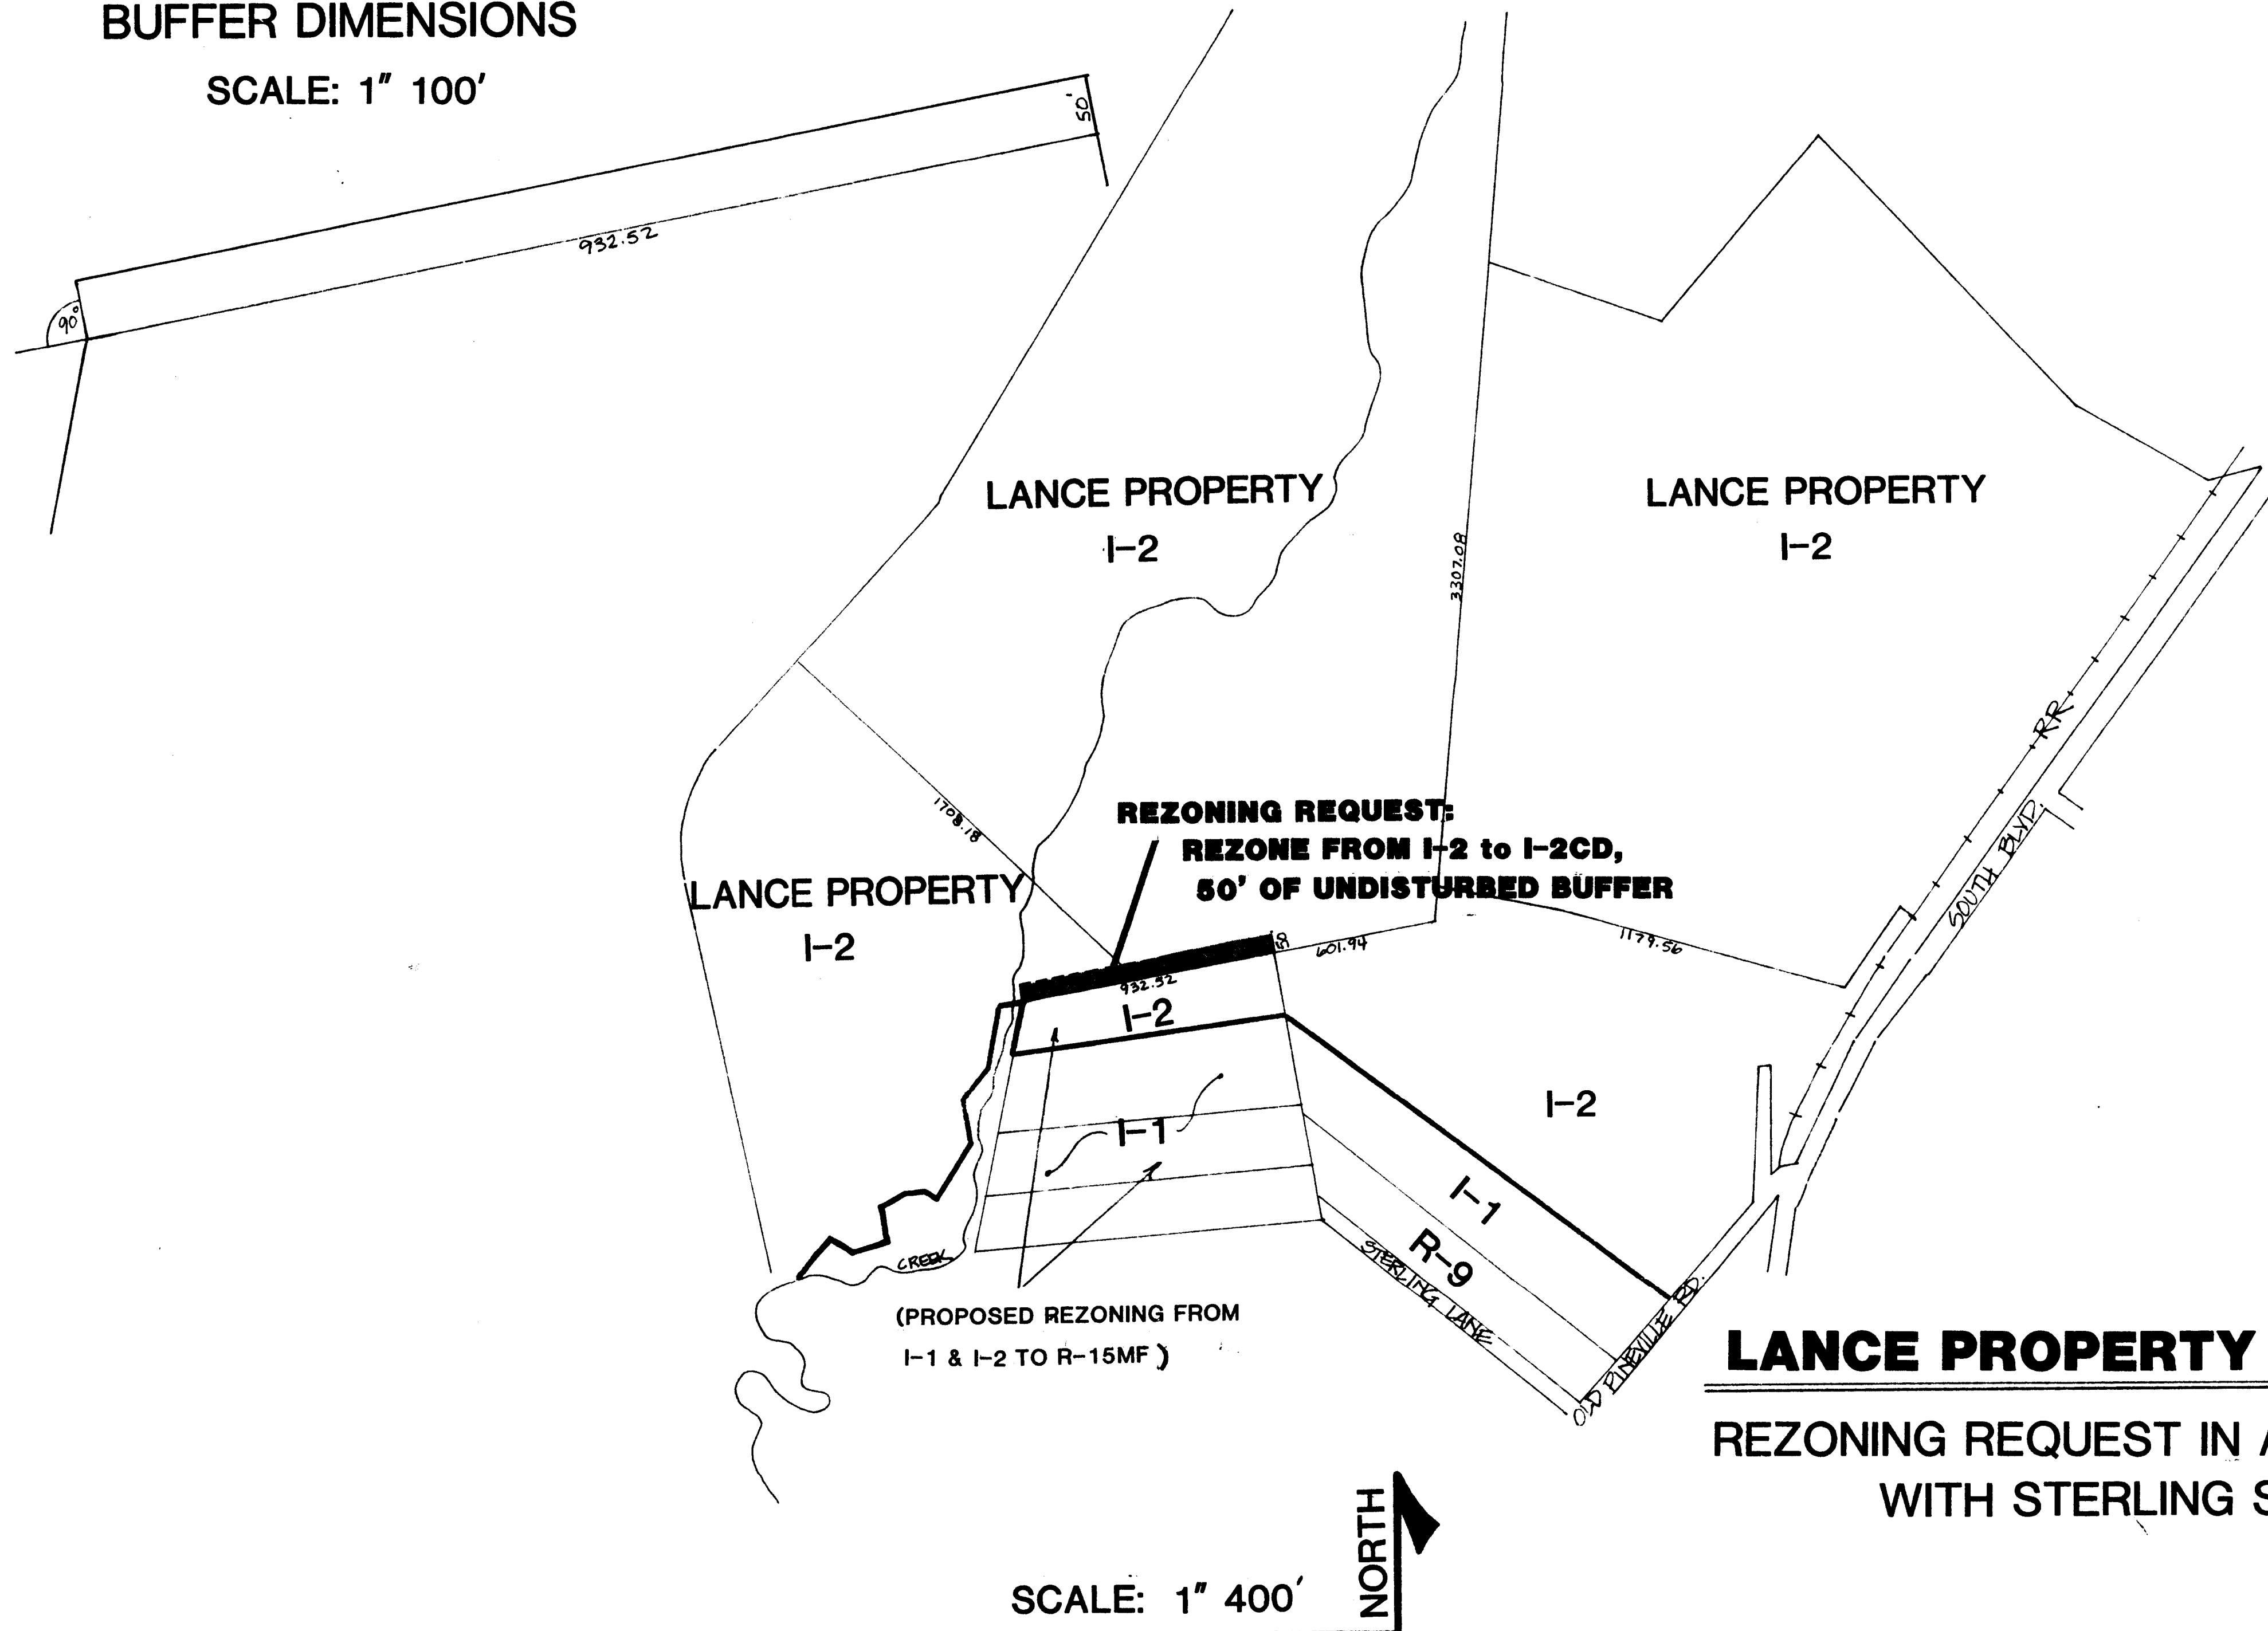 BUFFER DIMENSIONS
SCALE: 1" 100'
50'
932.52
90°
LANCE PROPERTY
I-2
LANCE PROPERTY
I-2
3307.08
RR
SOUTH BLVD.
1708.18
REZONING REQUEST:
REZONE FROM I-2 to I-2CD,
50' OF UNDISTURBED BUFFER
LANCE PROPERTY
I-2
50
601.94
1179.56
932.52
I-2
I-2
I-1
I-1
R-9
STERLING LANE
OLD PINEVILLE RD.
CREEK
(PROPOSED REZONING FROM
I-1 & I-2 TO R-15MF)
LANCE PROPERTY
REZONING REQUEST IN
WITH STERLING
NORTH
SCALE: 1" 400'